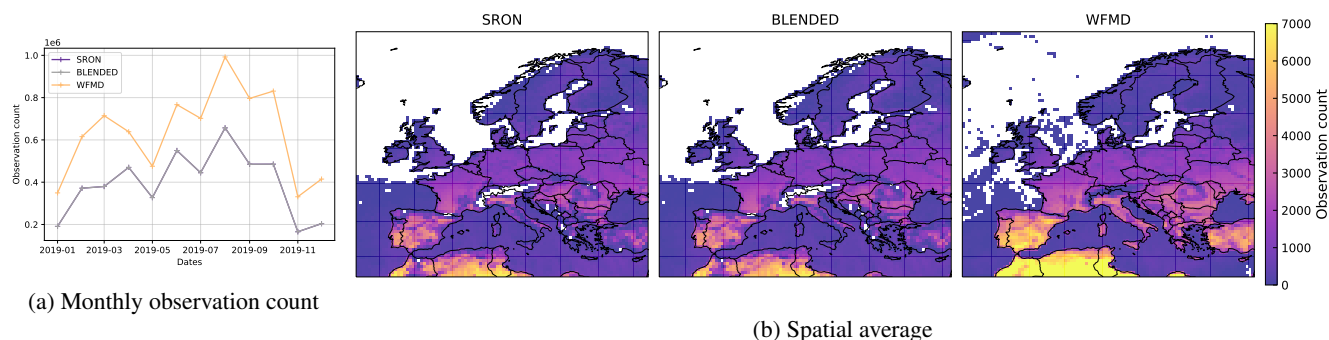 1e6
SRON
BLENDED
WFMD
1.0
0.8
0.6
0.4
0.2
Observation count
2019-01 2019-03 2019-05 2019-07 2019-09 2019-11
Dates
(a) Monthly observation count
SRON
BLENDED
WFMD
7000
6000
5000
4000
3000
2000
1000
0
Observation count
(b) Spatial average